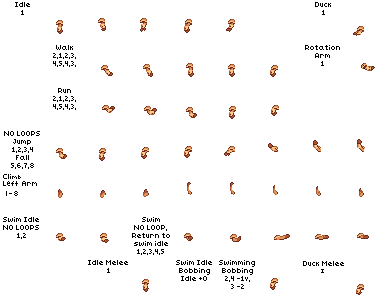 Idle
1
Duck
1
Walk
2,1,2,3,
4,5,4,3,
Rotation
Arm
1
Run
2,1,2,3,
4,5,4,3,
NO LOOPS
Jump
1,2,3,4
Fall
5,6,7,8
Climb
Left Arm
1-8
Swim Idle
NO LOOPS
1,2
Swim
NO LOOP,
Return to
swim idle
1,2,3,4,5
Idle Melee
1
Swim Idle
Bobbing
Idle +0
Swimming
Bobbing
2,4 -1v,
3 -2
Duck Melee
1